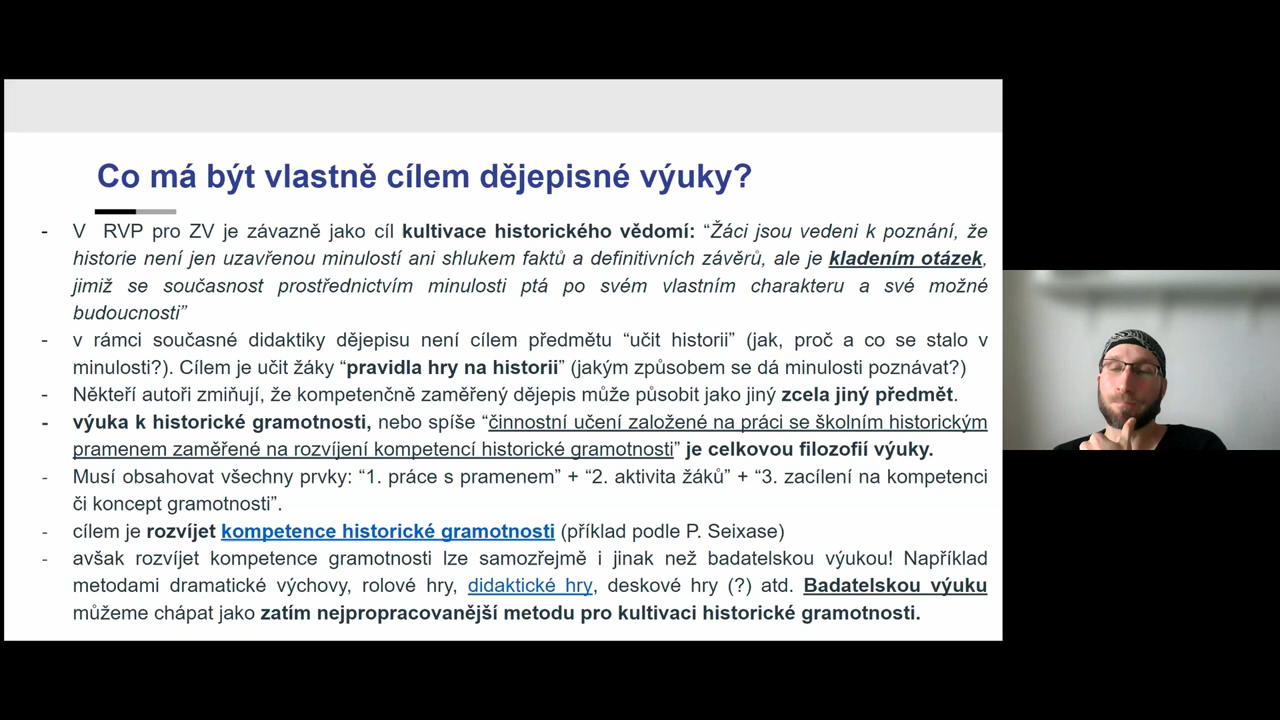 Co má být vlastně cílem dějepisné výuky?
- V RVP pro ZV je závazně jako cíl kultivace historického vědomí: “Žáci jsou vedeni k poznání, že
historie není jen uzavřenou minulostí ani shlukem faktů a definitivních závěrů, ale je kladením otázek,
jimiž se současnost prostřednictvím minulosti ptá po svém vlastním charakteru a své možné
budoucnosti”
- v rámci současné didaktiky dějepisu není cílem předmětu “učit historii” (jak, proč a co se stalo v
minulosti?). Cílem je učit žáky “pravidla hry na historii” (jakým způsobem se dá minulosti poznávat?)
- Někteří autoři zmiňují, že kompetenčně zaměřený dějepis může působit jako jiný zcela jiný předmět.
- výuka k historické gramotnosti, nebo spíše “činnostní učení založené na práci se školním historickým
pramenem zaměřené na rozvíjení kompetencí historické gramotnosti” je celkovou filozofií výuky.
- Musí obsahovat všechny prvky: “1. práce s pramenem” + “2. aktivita žáků” + “3. zacílení na kompetenci
či koncept gramotnosti”.
- cílem je rozvíjet kompetence historické gramotnosti (příklad podle P. Seixase)
- avšak rozvíjet kompetence gramotnosti lze samozřejmě i jinak než badatelskou výukou! Například
metodami dramatické výchovy, rolové hry, didaktické hry, deskové hry (?) atd. Badatelskou výuku
můžeme chápat jako zatím nejpropracovanější metodu pro kultivaci historické gramotnosti.